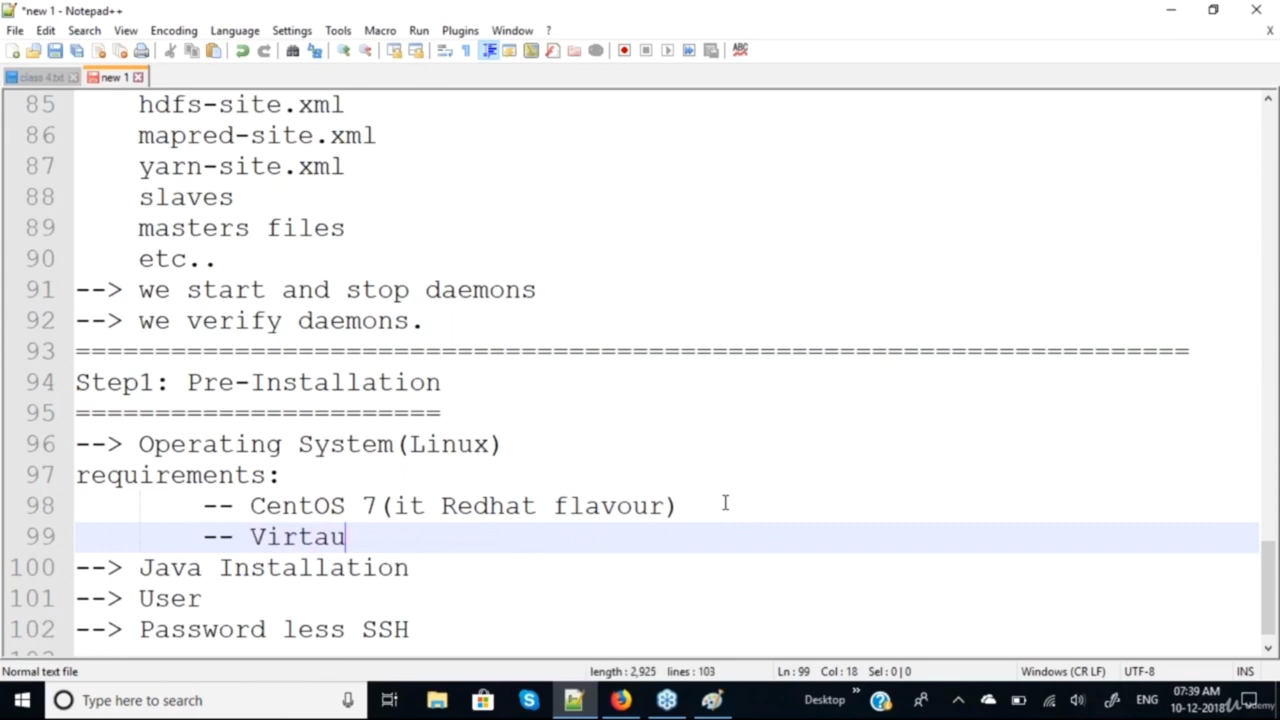 *new 1 - Notepad++
File Edit Search View Encoding Language Settings Tools Macro Run Plugins Window ? X
class 4.txt new 1
85 hdfs-site.xml
86 mapred-site.xml
87 yarn-site.xml
88 slaves
89 masters files
90 etc..
91 --> we start and stop daemons
92 --> we verify daemons.
93 ======================================================================
94 Step1: Pre-Installation
95 =======================
96 --> Operating System(Linux)
97 requirements:
98 -- CentOS 7(it Redhat flavour)
99 -- Virtau
100 --> Java Installation
101 --> User
102 --> Password less SSH
Normal text file length : 2,925 lines : 103 Ln : 99 Col : 18 Sel : 0 | 0 Windows (CR LF) UTF-8 INS
Type here to search Desktop ENG 07:39 AM
10-12-2018
Udemy